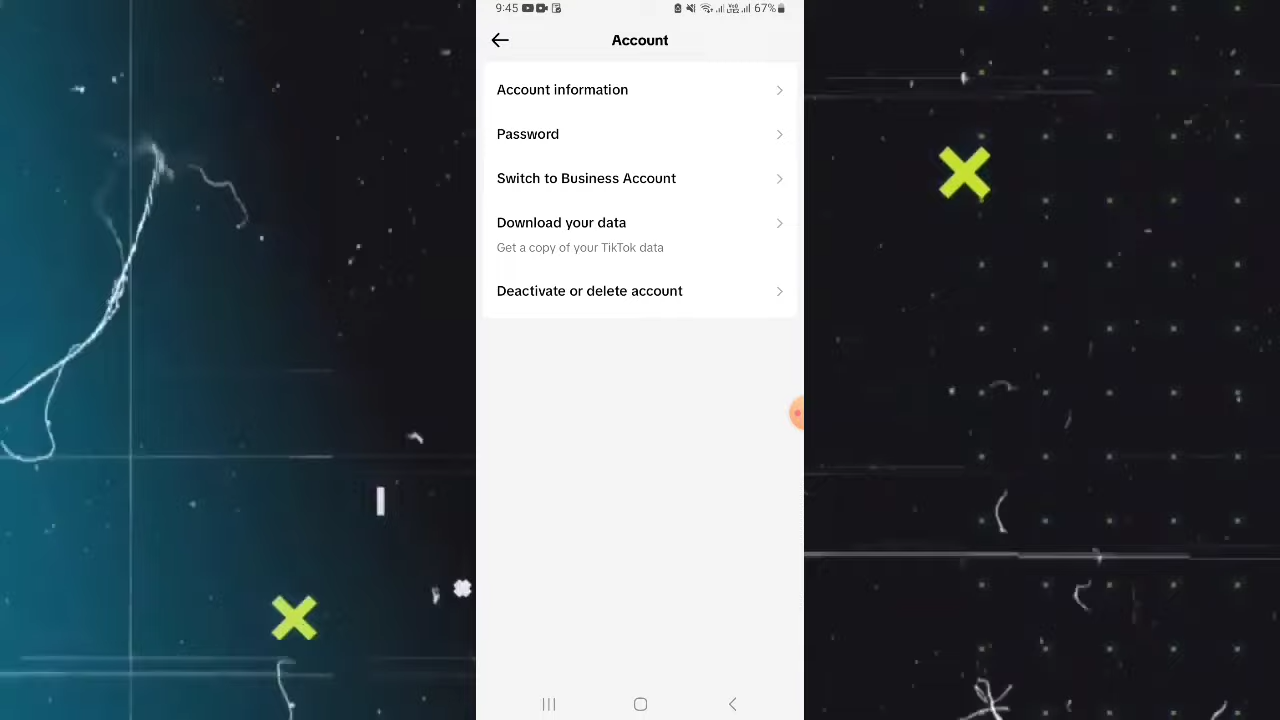 9:45 67%
Account
Account information
Password
Switch to Business Account
Download your data
Get a copy of your TikTok data
Deactivate or delete account